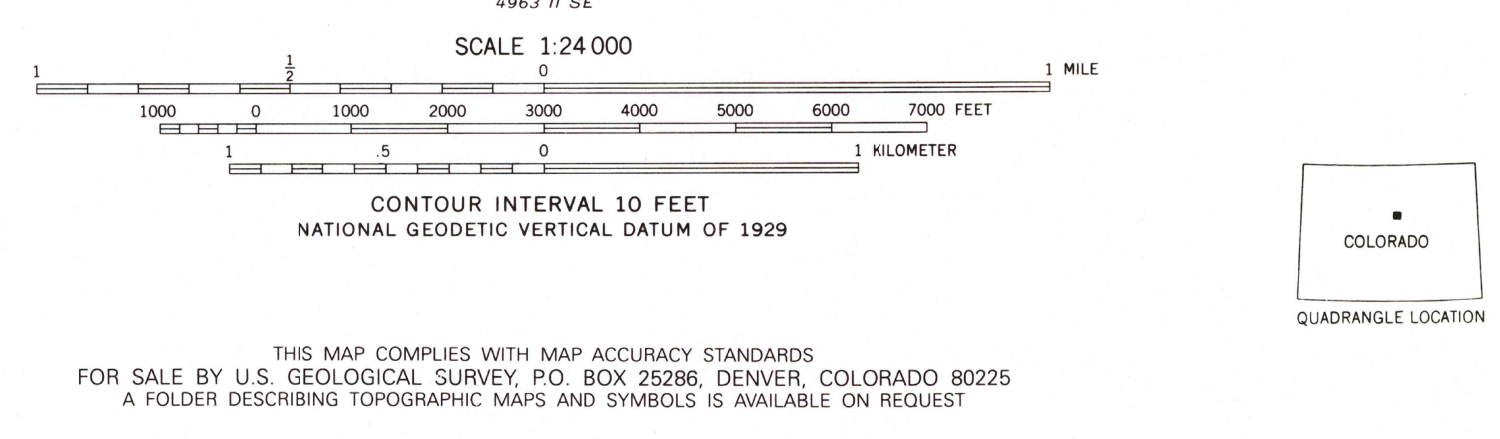 4963 II SE
SCALE 1:24 000
1 1/2 0 1 MILE
1000 0 1000 2000 3000 4000 5000 6000 7000 FEET
1 .5 0 1 KILOMETER
CONTOUR INTERVAL 10 FEET
NATIONAL GEODETIC VERTICAL DATUM OF 1929
THIS MAP COMPLIES WITH MAP ACCURACY STANDARDS
FOR SALE BY U.S. GEOLOGICAL SURVEY, P.O. BOX 25286, DENVER, COLORADO 80225
A FOLDER DESCRIBING TOPOGRAPHIC MAPS AND SYMBOLS IS AVAILABLE ON REQUEST
COLORADO
QUADRANGLE LOCATION